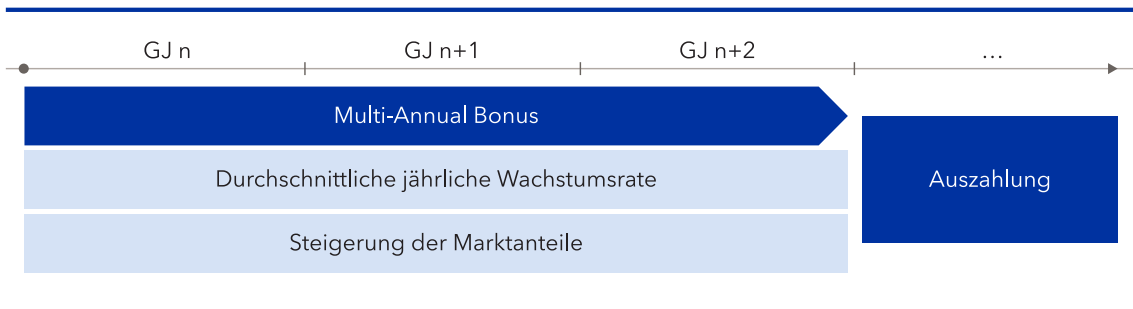 GJ n GJ n+1 GJ n+2 …
Multi-Annual Bonus
Durchschnittliche jährliche Wachstumsrate
Auszahlung
Steigerung der Marktanteile